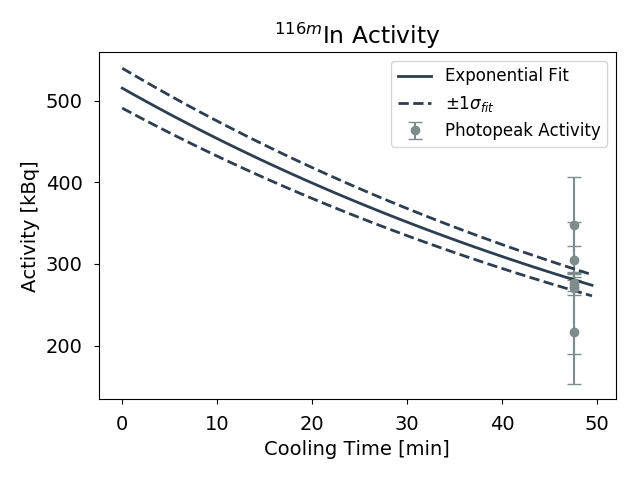 ¹¹⁶ᵐIn Activity
Exponential Fit
±1σ_fit
Photopeak Activity
Activity [kBq]
500
400
300
200
0 10 20 30 40 50
Cooling Time [min]